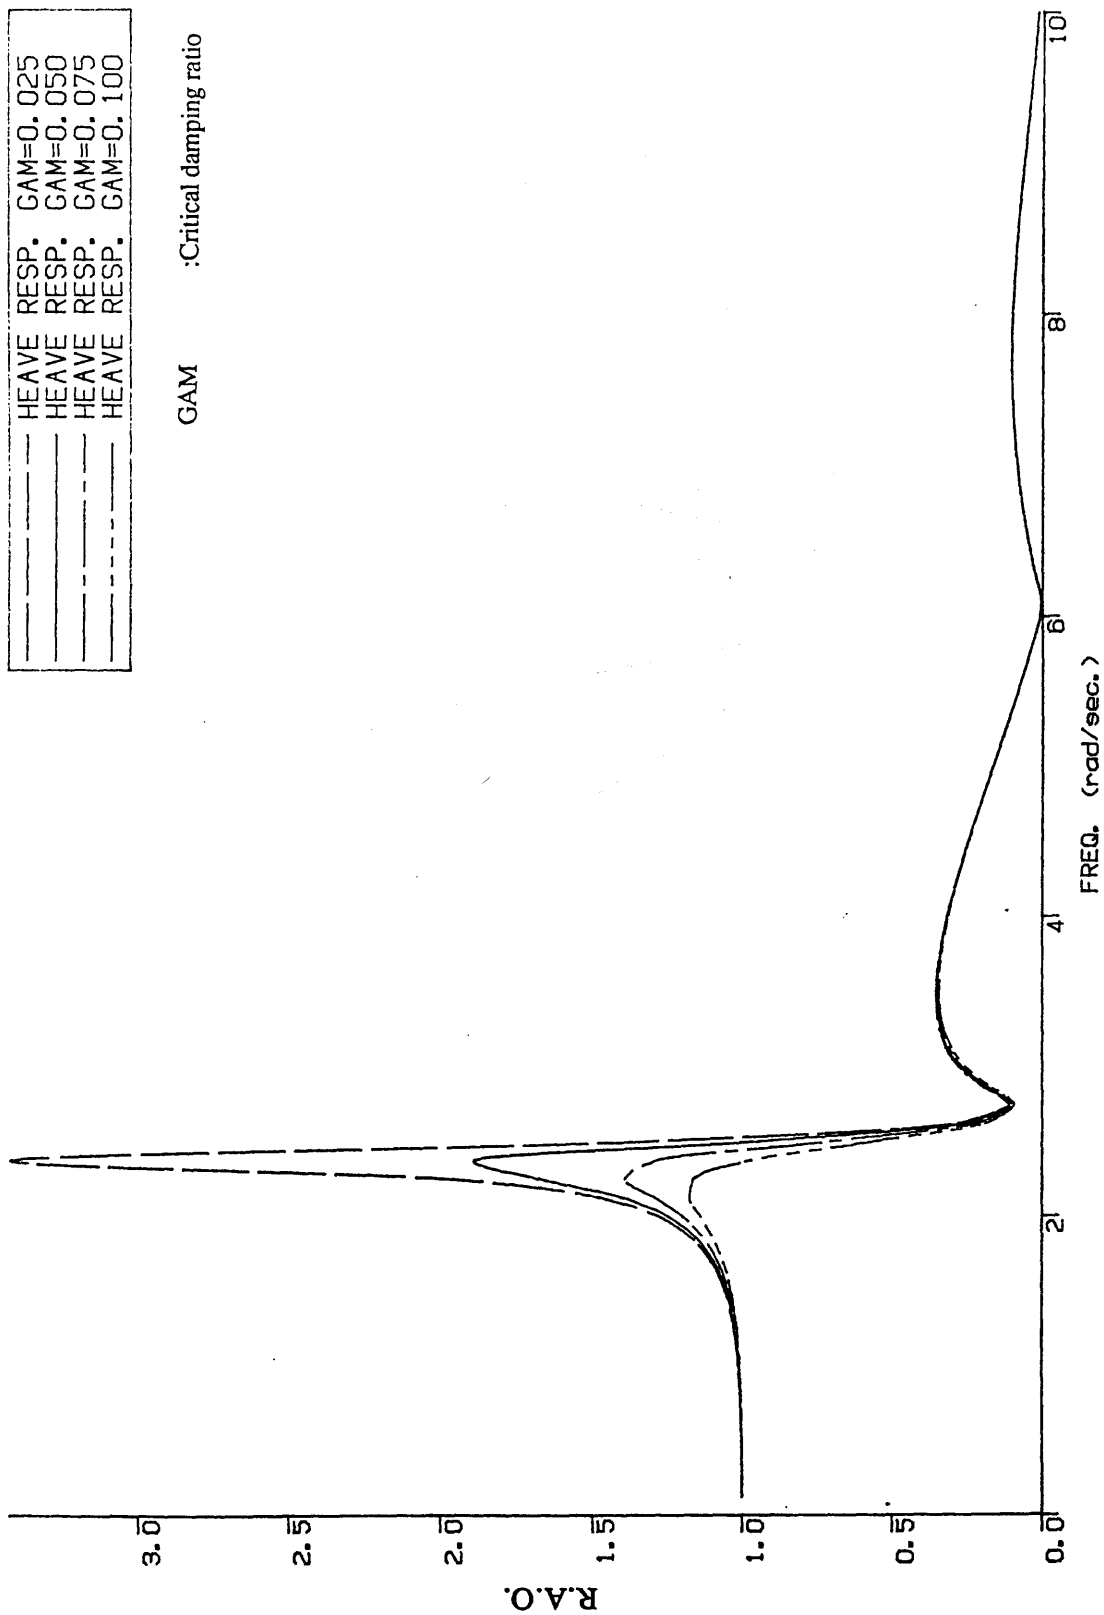 HEAVE RESP. GAM=0.025
HEAVE RESP. GAM=0.050
HEAVE RESP. GAM=0.075
HEAVE RESP. GAM=0.100
GAM :Critical damping ratio
R.A.O.
3.0
2.5
2.0
1.5
1.0
0.5
0.0
2
4
6
8
10
FREQ. (rad/sec.)